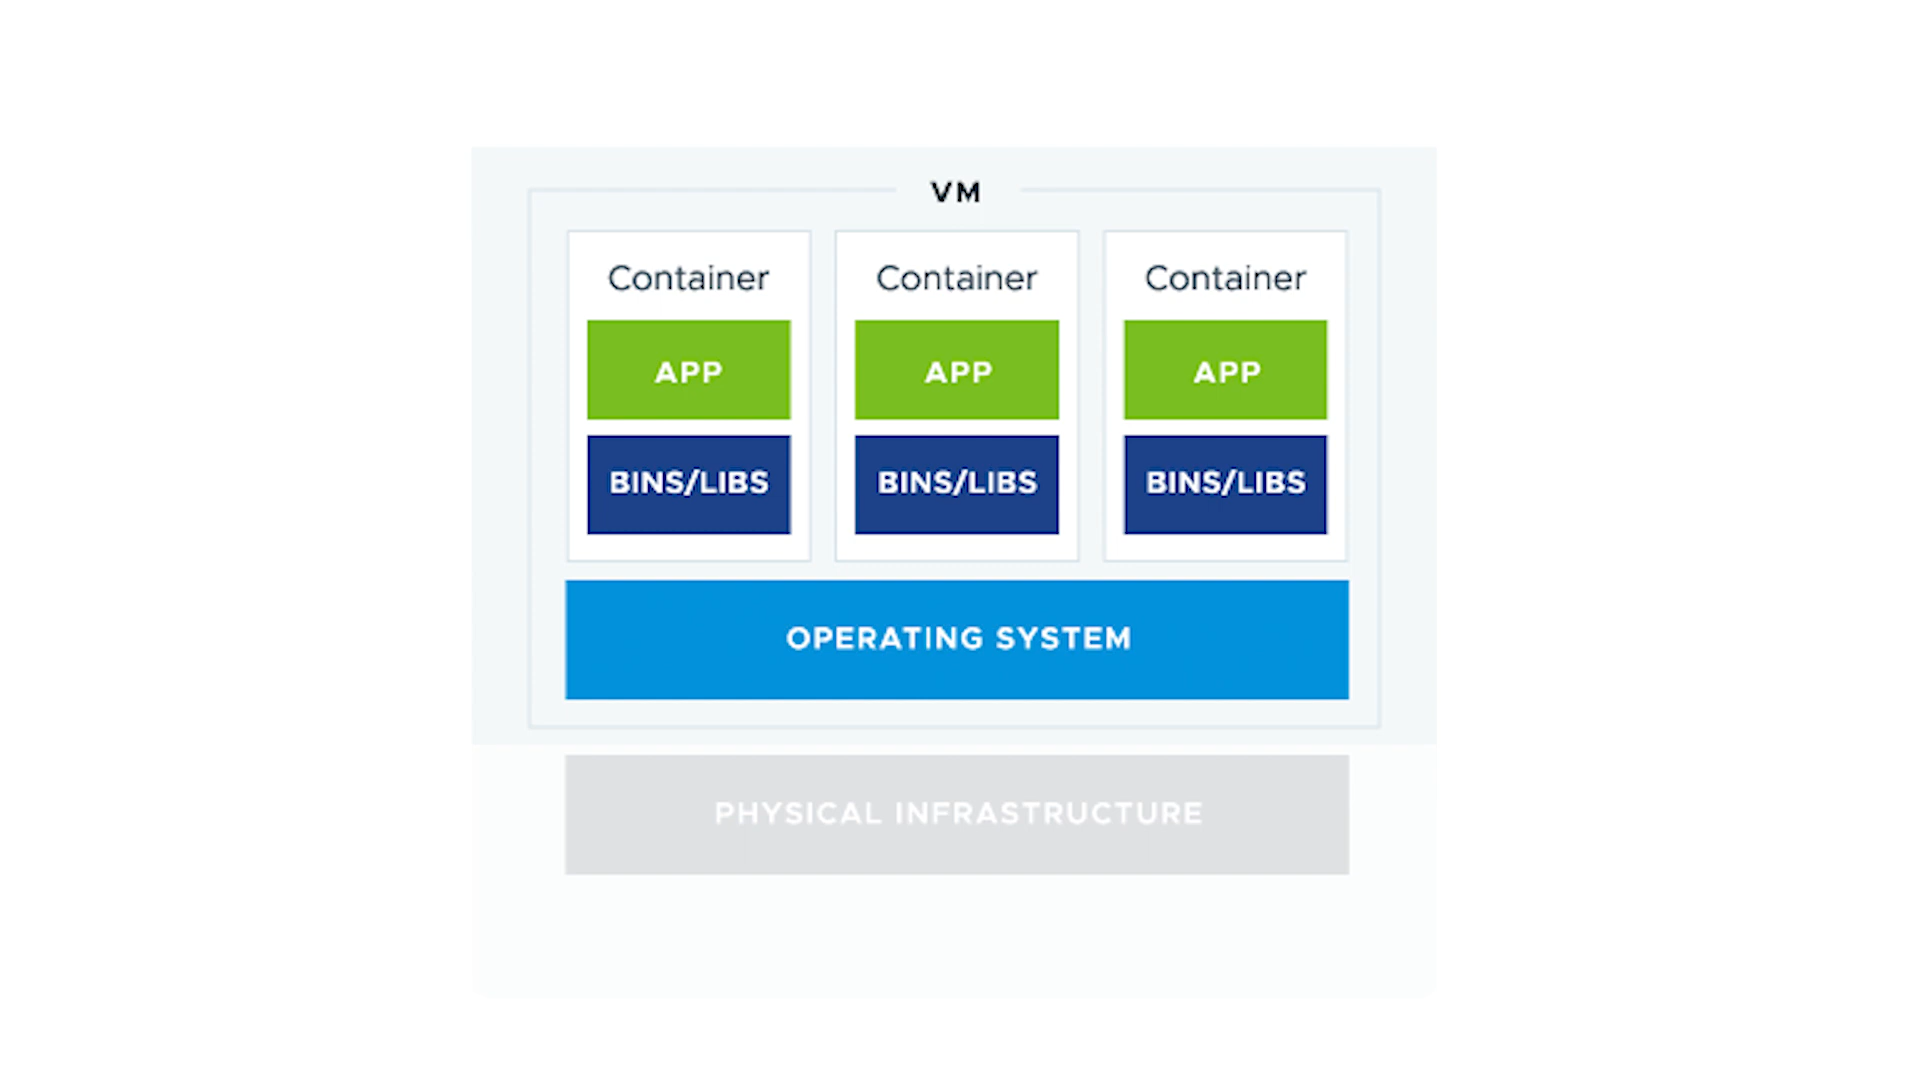 VM
Container Container Container
APP APP APP
BINS/LIBS BINS/LIBS BINS/LIBS
OPERATING SYSTEM
PHYSICAL INFRASTRUCTURE